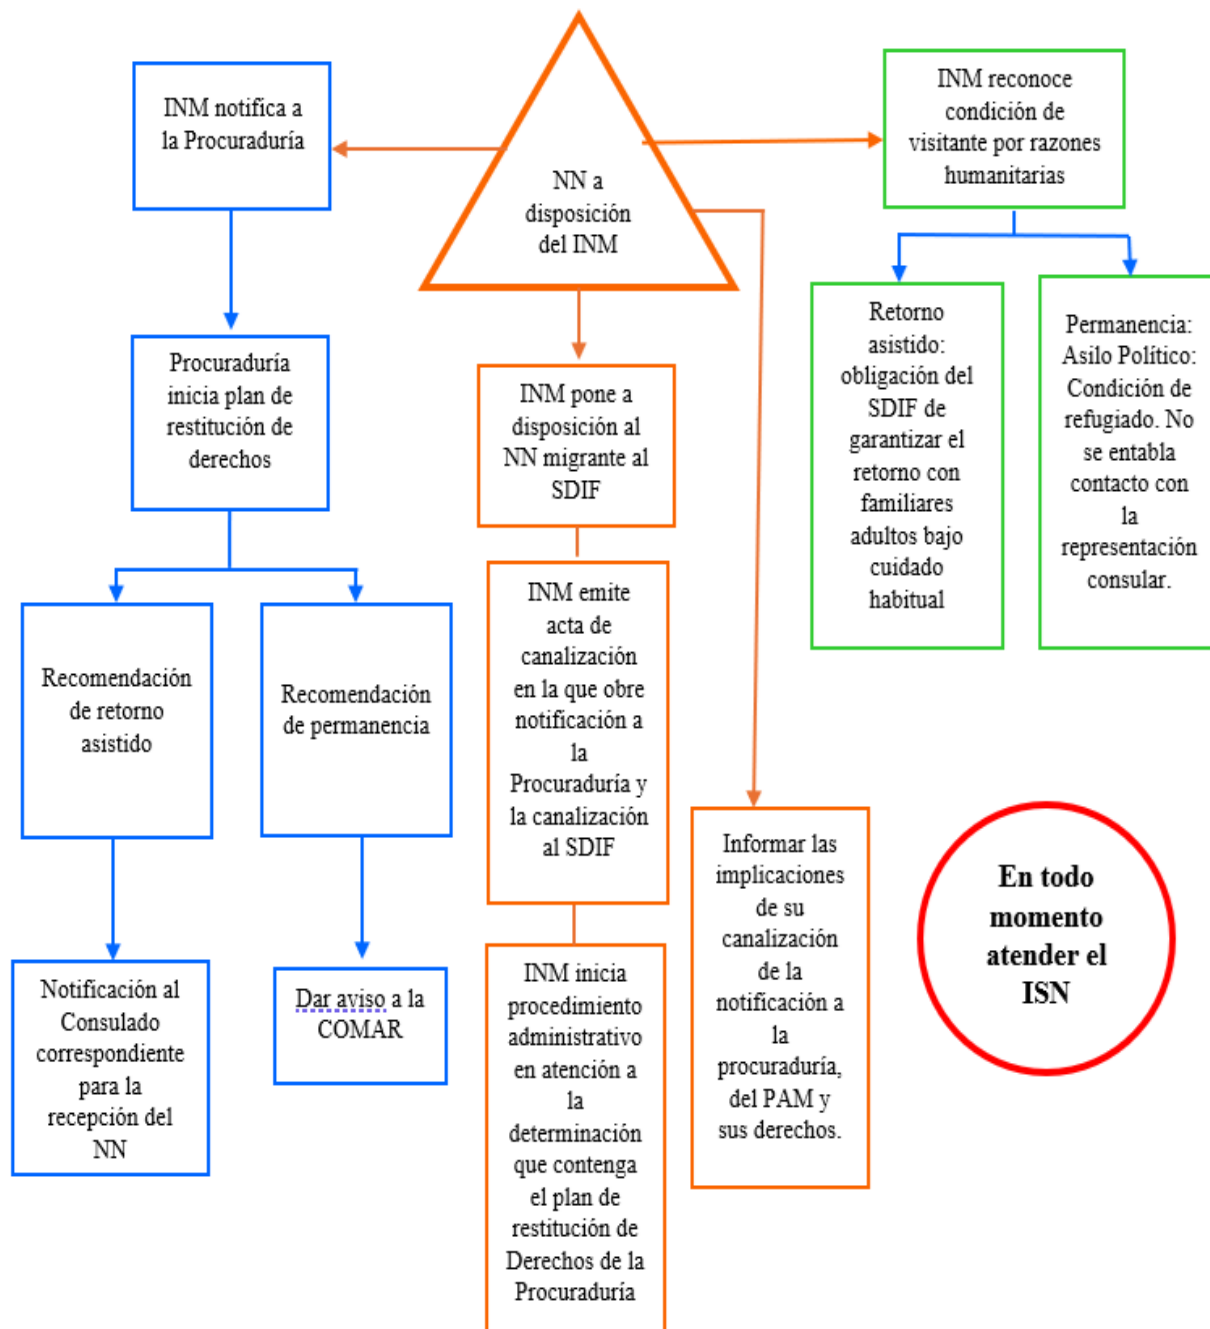 INM notifica a
la Procuraduría
NN a
disposición
del INM
INM reconoce
condición de
visitante por razones
humanitarias
Procuraduría
inicia plan de
restitución de
derechos
INM pone a
disposición al
NN migrante al
SDIF
Retorno
asistido:
obligación del
SDIF de
garantizar el
retorno con
familiares
adultos bajo
cuidado
habitual
Permanencia:
Asilo Político:
Condición de
refugiado. No
se entabla
contacto con
la
representación
consular.
Recomendación
de retorno
asistido
Recomendación
de permanencia
INM emite
acta de
canalización
en la que obre
notificación a
la
Procuraduría y
la canalización
al SDIF
Informar las
implicaciones
de su
canalización
de la
notificación a
la
procuraduría,
del PAM y
sus derechos.
En todo
momento
atender el
ISN
Notificación al
Consulado
correspondiente
para la
recepción del
NN
Dar aviso a la
COMAR
INM inicia
procedimiento
administrativo
en atención a
la
determinación
que contenga
el plan de
restitución de
Derechos de la
Procuraduría